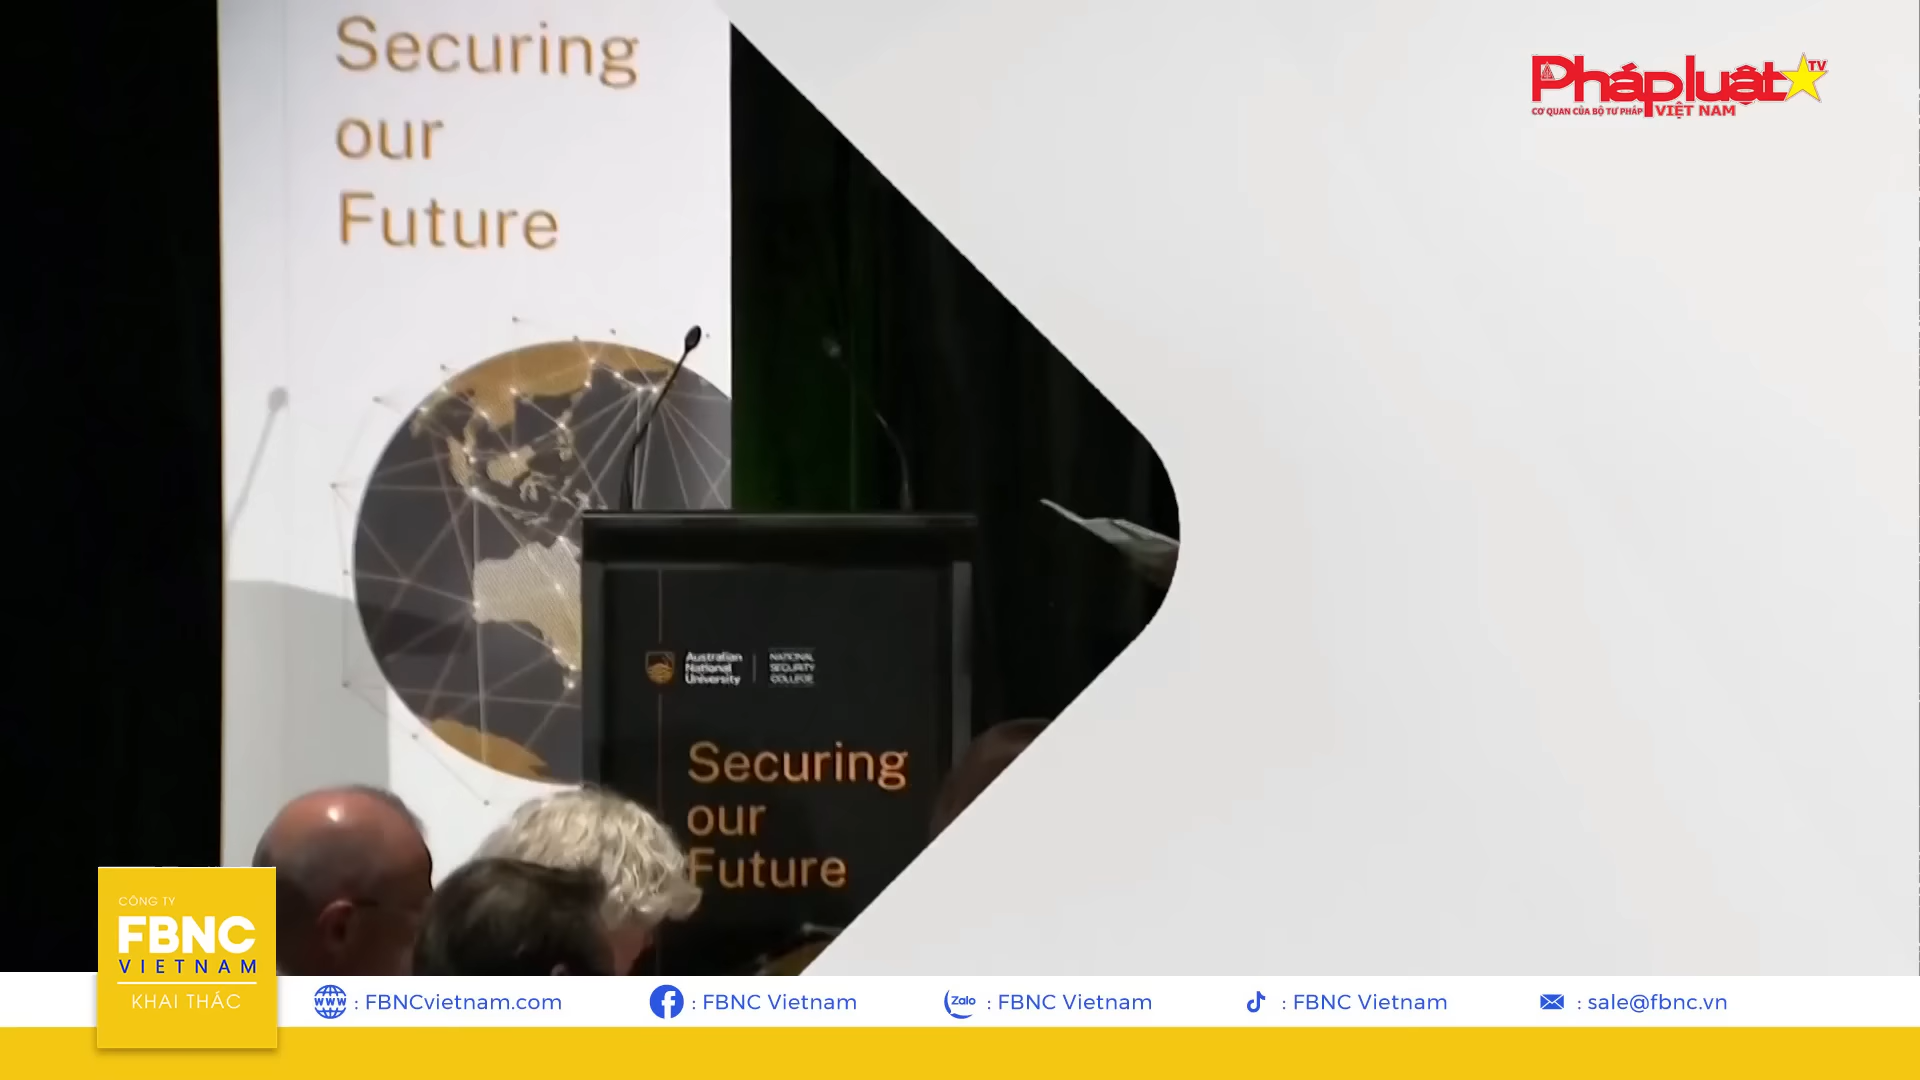 Securing
our
Future
Phápluật TV
CƠ QUAN CỦA BỘ TƯ PHÁP VIỆT NAM
Australian
National
University
NATIONAL
SECURITY
COLLEGE
Securing
our
Future
CÔNG TY
FBNC
VIETNAM
KHAI THÁC
www : FBNCvietnam.com
: FBNC Vietnam
Zalo : FBNC Vietnam
: FBNC Vietnam
: sale@fbnc.vn